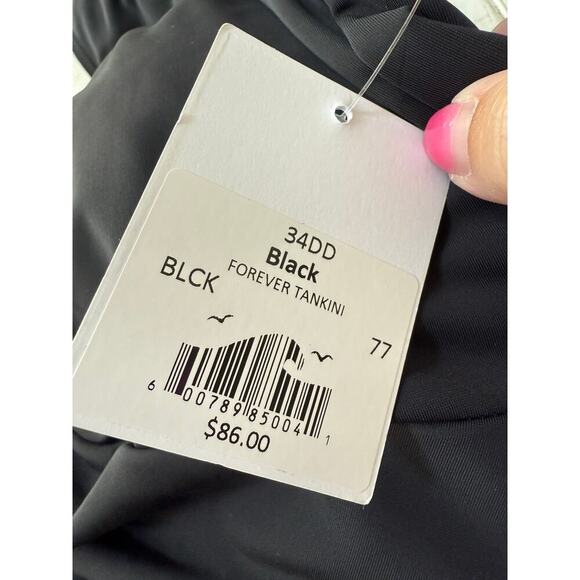 34DD
Black
BLCK
FOREVER TANKINI
77
6 00789 85004 1
$86.00